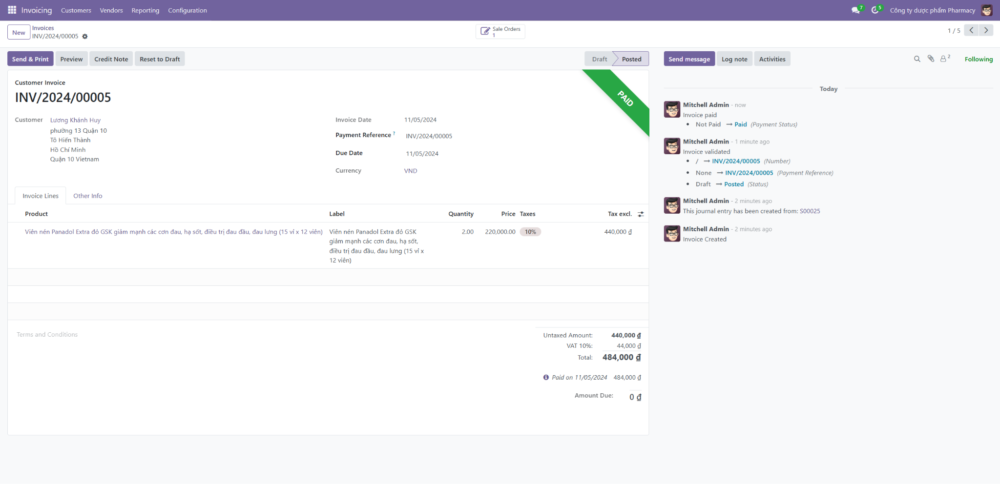 Invoicing Customers Vendors Reporting Configuration 7 5 Công ty dược phẩm Pharmacy
New
Invoices
INV/2024/00005
Sale Orders
1
1 / 5
Send & Print Preview Credit Note Reset to Draft Draft Posted
Send message Log note Activities 2 Following
Customer Invoice
INV/2024/00005
PAID
Customer
Lương Khánh Huy
phường 13 Quận 10
Tô Hiến Thành
Hồ Chí Minh
Quận 10 Vietnam
Invoice Date 11/05/2024
Payment Reference ? INV/2024/00005
Due Date 11/05/2024
Currency VND
Invoice Lines Other Info
Product Label Quantity Price Taxes Tax excl.
Viên nén Panadol Extra đỏ GSK giảm mạnh các cơn đau, hạ sốt, điều trị đau đầu, đau lưng (15 vỉ x 12 viên)
Viên nén Panadol Extra đỏ GSK
giảm mạnh các cơn đau, hạ sốt,
điều trị đau đầu, đau lưng (15 vỉ x
12 viên)
2.00 220,000.00 10% 440,000 ₫
Terms and Conditions
Untaxed Amount: 440,000 ₫
VAT 10%: 44,000 ₫
Total: 484,000 ₫
Paid on 11/05/2024 484,000 ₫
Amount Due: 0 ₫
Today
Mitchell Admin - now
Invoice paid
• Not Paid → Paid (Payment Status)
Mitchell Admin - 1 minute ago
Invoice validated
• / → INV/2024/00005 (Number)
• None → INV/2024/00005 (Payment Reference)
• Draft → Posted (Status)
Mitchell Admin - 2 minutes ago
This journal entry has been created from: S00025
Mitchell Admin - 2 minutes ago
Invoice Created